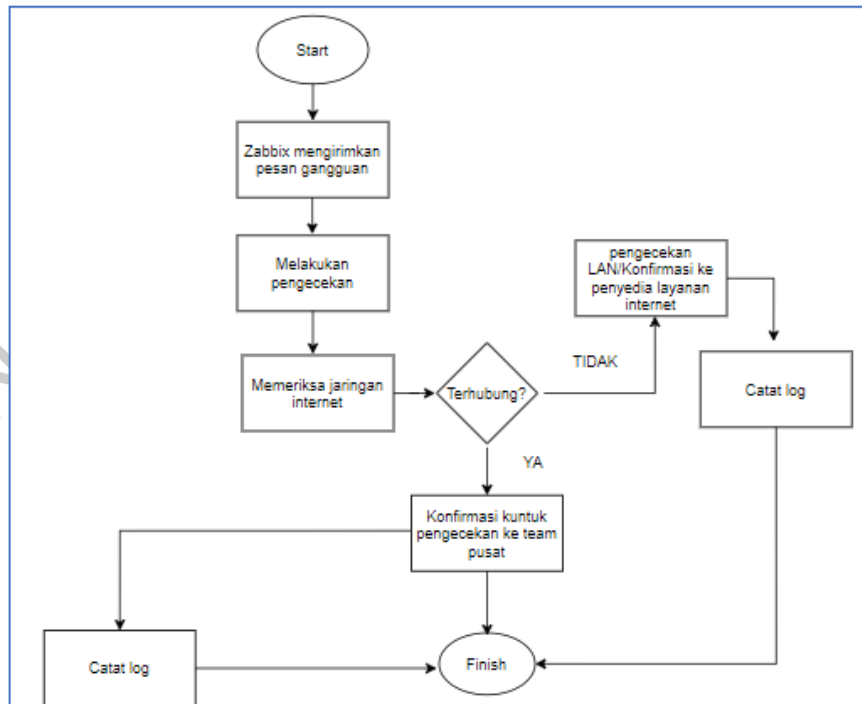 Start
Zabbix mengirimkan
pesan gangguan
Melakukan
pengecekan
Memeriksa jaringan
internet
Terhubung?
TIDAK
pengecekan
LAN/Konfirmasi ke
penyedia layanan
internet
Catat log
YA
Konfirmasi kuntuk
pengecekan ke team
pusat
Catat log
Finish